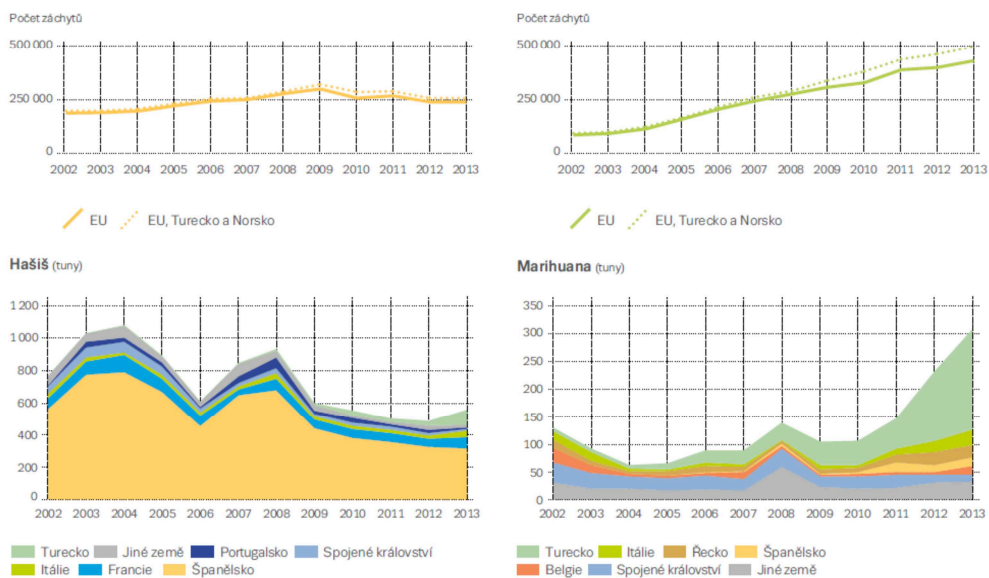 Počet záchytů
500 000
250 000
0
2002 2003 2004 2005 2006 2007 2008 2009 2010 2011 2012 2013
EU EU, Turecko a Norsko
Počet záchytů
500 000
250 000
0
2002 2003 2004 2005 2006 2007 2008 2009 2010 2011 2012 2013
EU EU, Turecko a Norsko
Hašiš (tuny)
1 200
1 000
800
600
400
200
0
2002 2003 2004 2005 2006 2007 2008 2009 2010 2011 2012 2013
Turecko Jiné země Portugalsko Spojené království
Itálie Francie Španělsko
Marihuana (tuny)
350
300
250
200
150
100
50
0
2002 2003 2004 2005 2006 2007 2008 2009 2010 2011 2012 2013
Turecko Itálie Řecko Španělsko
Belgie Spojené království Jiné země